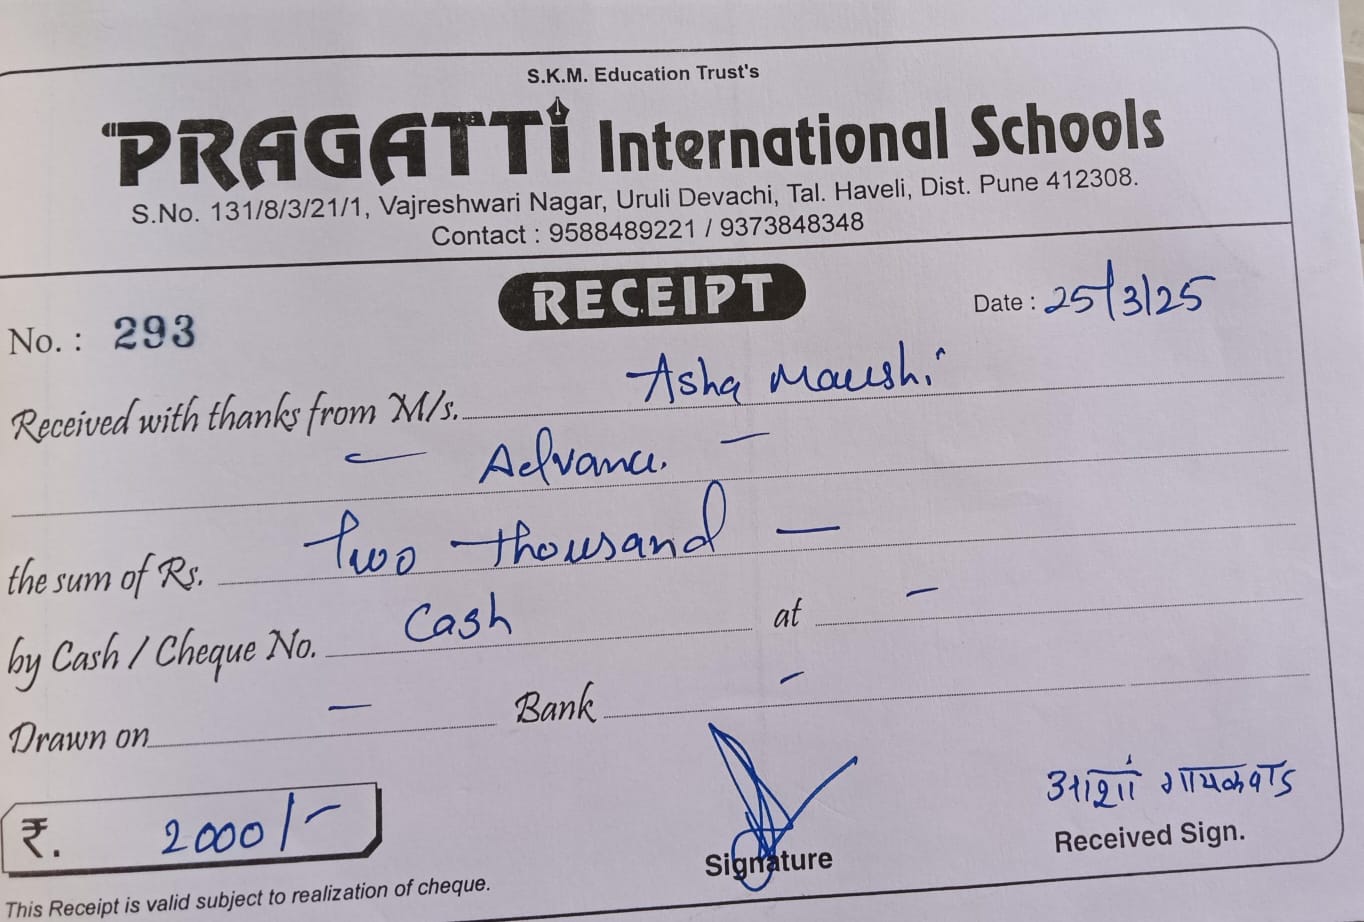 S.K.M. Education Trust's
"PRAGATTi International Schools
S.No. 131/8/3/21/1, Vajreshwari Nagar, Uruli Devachi, Tal. Haveli, Dist. Pune 412308.
Contact : 9588489221 / 9373848348
RECEIPT
No. : 293 Date : 25/3/25
Received with thanks from M/s. Asha Maushi
— Advance. —
the sum of Rs. Two thousand —
by Cash / Cheque No. Cash at —
Drawn on — Bank —
₹. 2000/-
आशा गायकवाड
Signature Received Sign.
This Receipt is valid subject to realization of cheque.